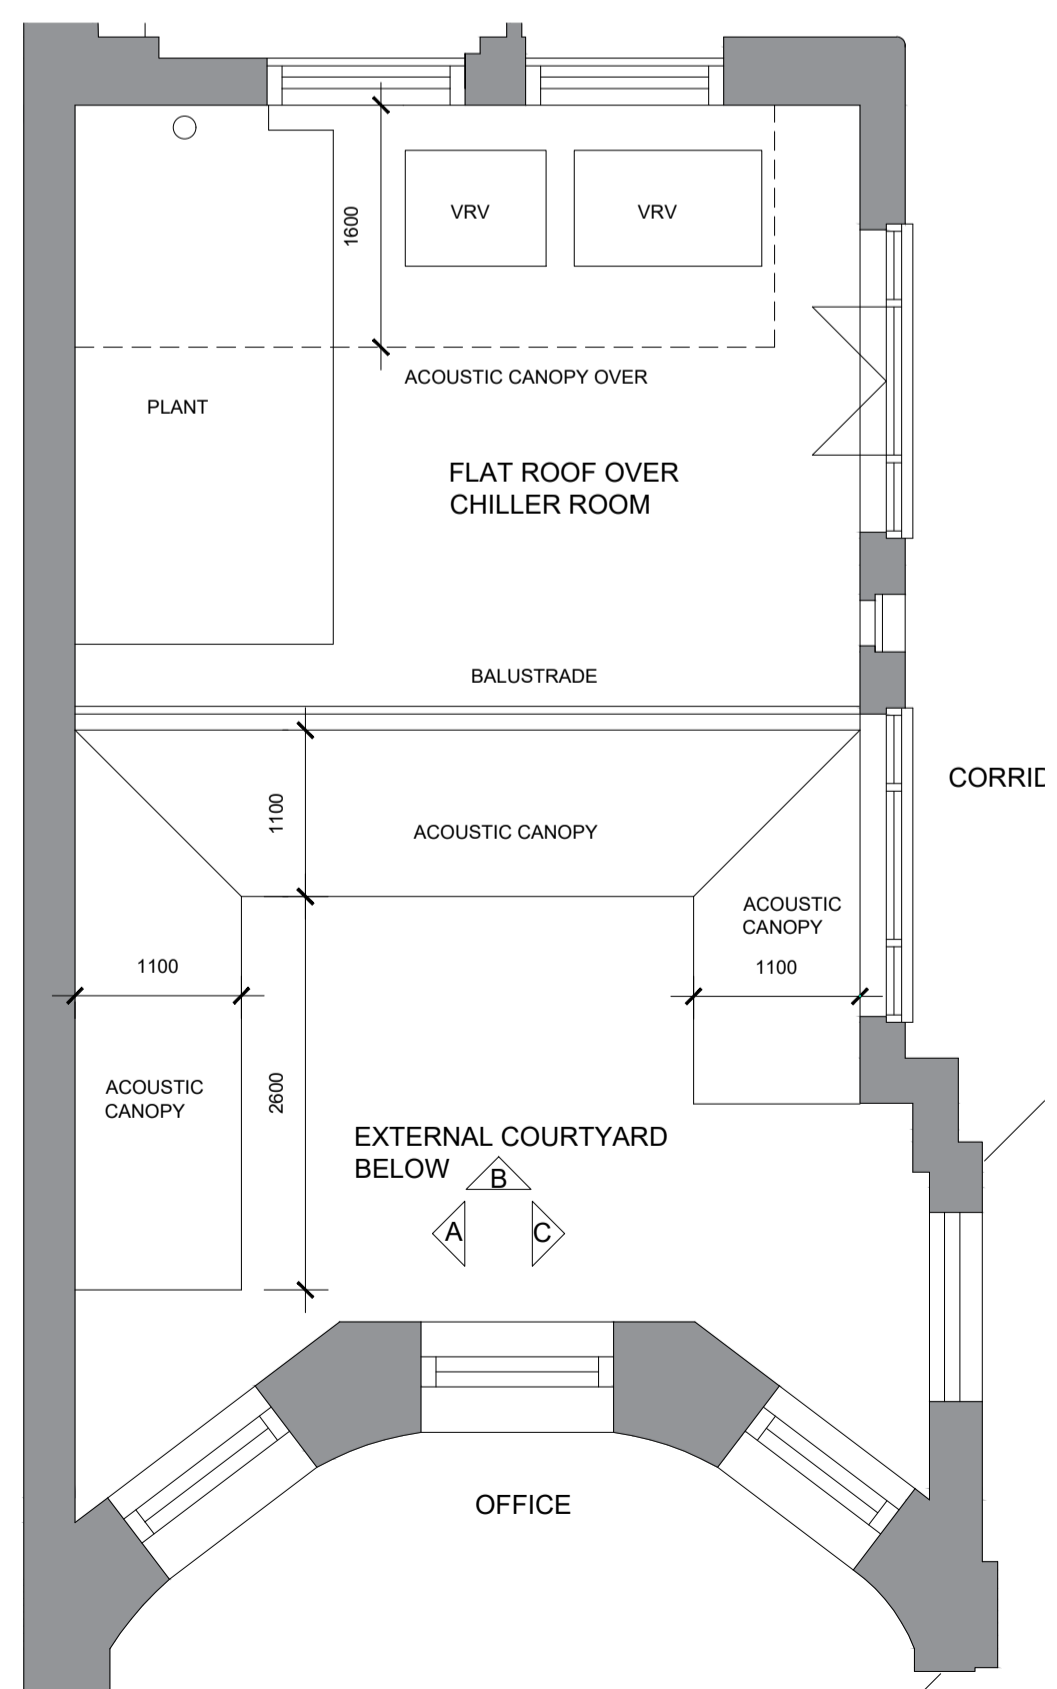 VRV
VRV
1600
ACOUSTIC CANOPY OVER
PLANT
FLAT ROOF OVER
CHILLER ROOM
BALUSTRADE
CORRID
1100
ACOUSTIC CANOPY
ACOUSTIC
CANOPY
1100
1100
ACOUSTIC
CANOPY
2600
EXTERNAL COURTYARD
BELOW
B
A
C
OFFICE